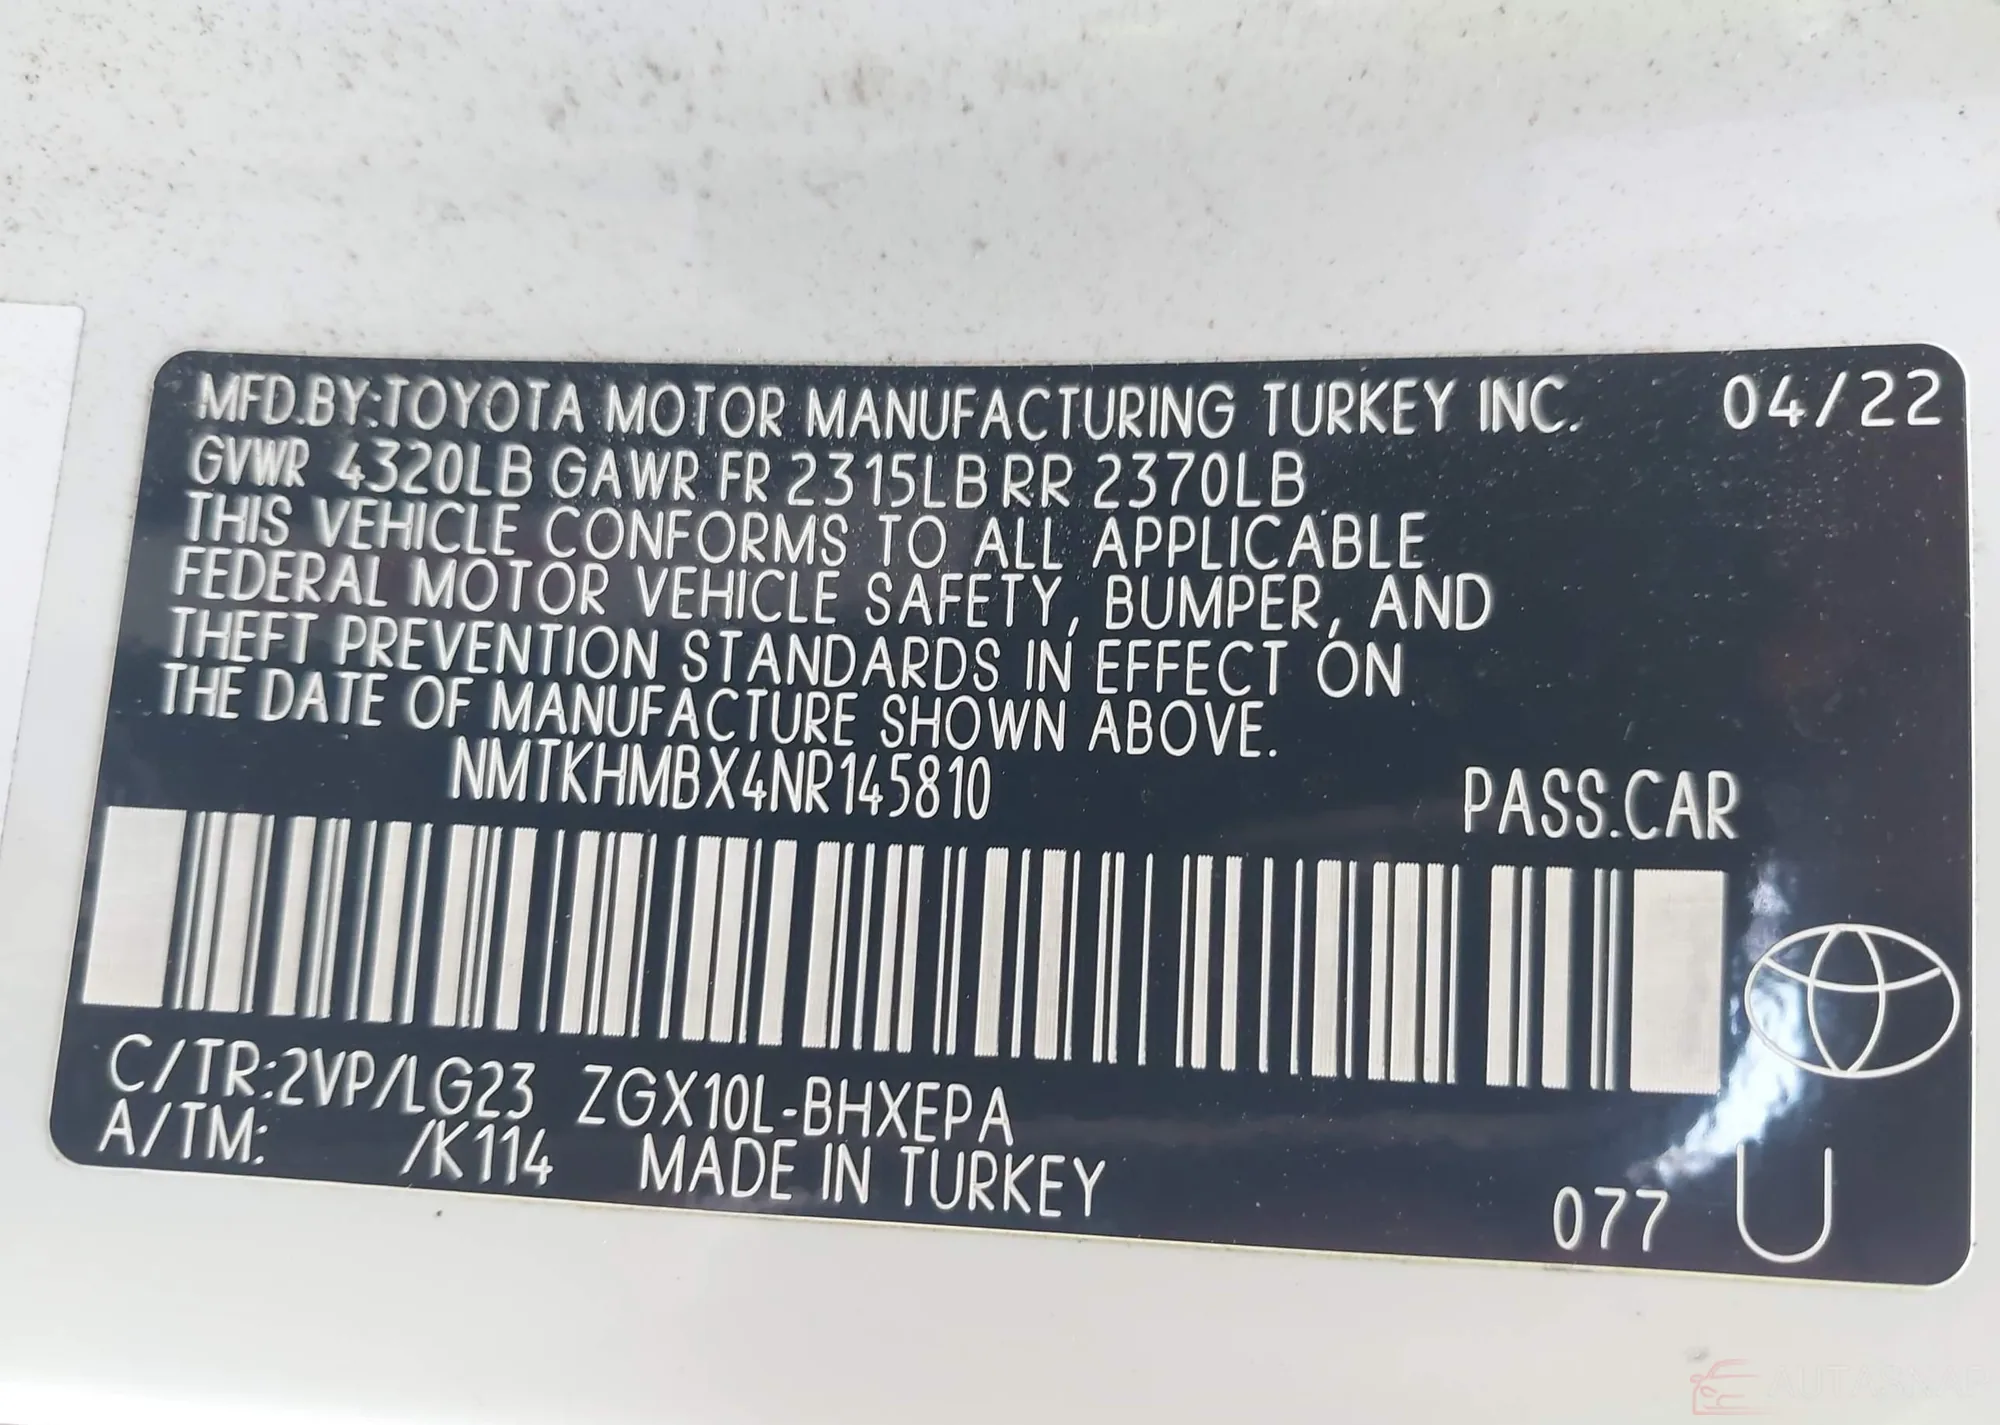 MFD.BY:TOYOTA MOTOR MANUFACTURING TURKEY INC. 04/22
GVWR 4320LB GAWR FR 2315LB RR 2370LB
THIS VEHICLE CONFORMS TO ALL APPLICABLE
FEDERAL MOTOR VEHICLE SAFETY, BUMPER, AND
THEFT PREVENTION STANDARDS IN EFFECT ON
THE DATE OF MANUFACTURE SHOWN ABOVE.
NMTKHMBX4NR145810 PASS.CAR
C/TR:2VP/LG23 ZGX10L-BHXEPA
A/TM: /K114 MADE IN TURKEY
077 U